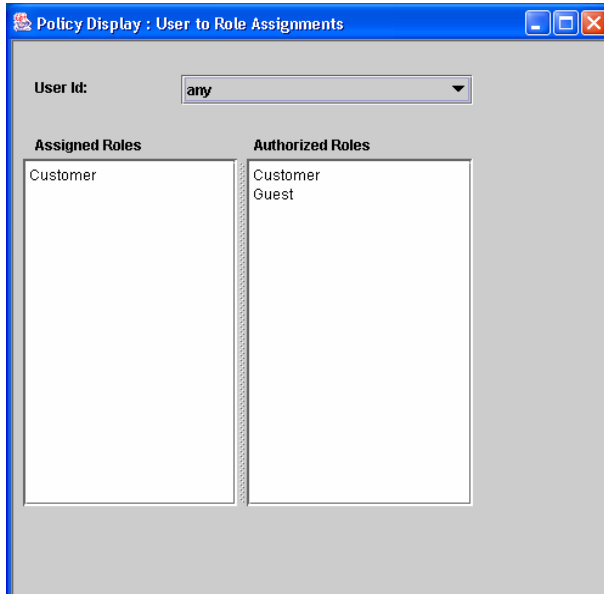 Policy Display : User to Role Assignments
User Id:
any
Assigned Roles
Customer
Authorized Roles
Customer
Guest